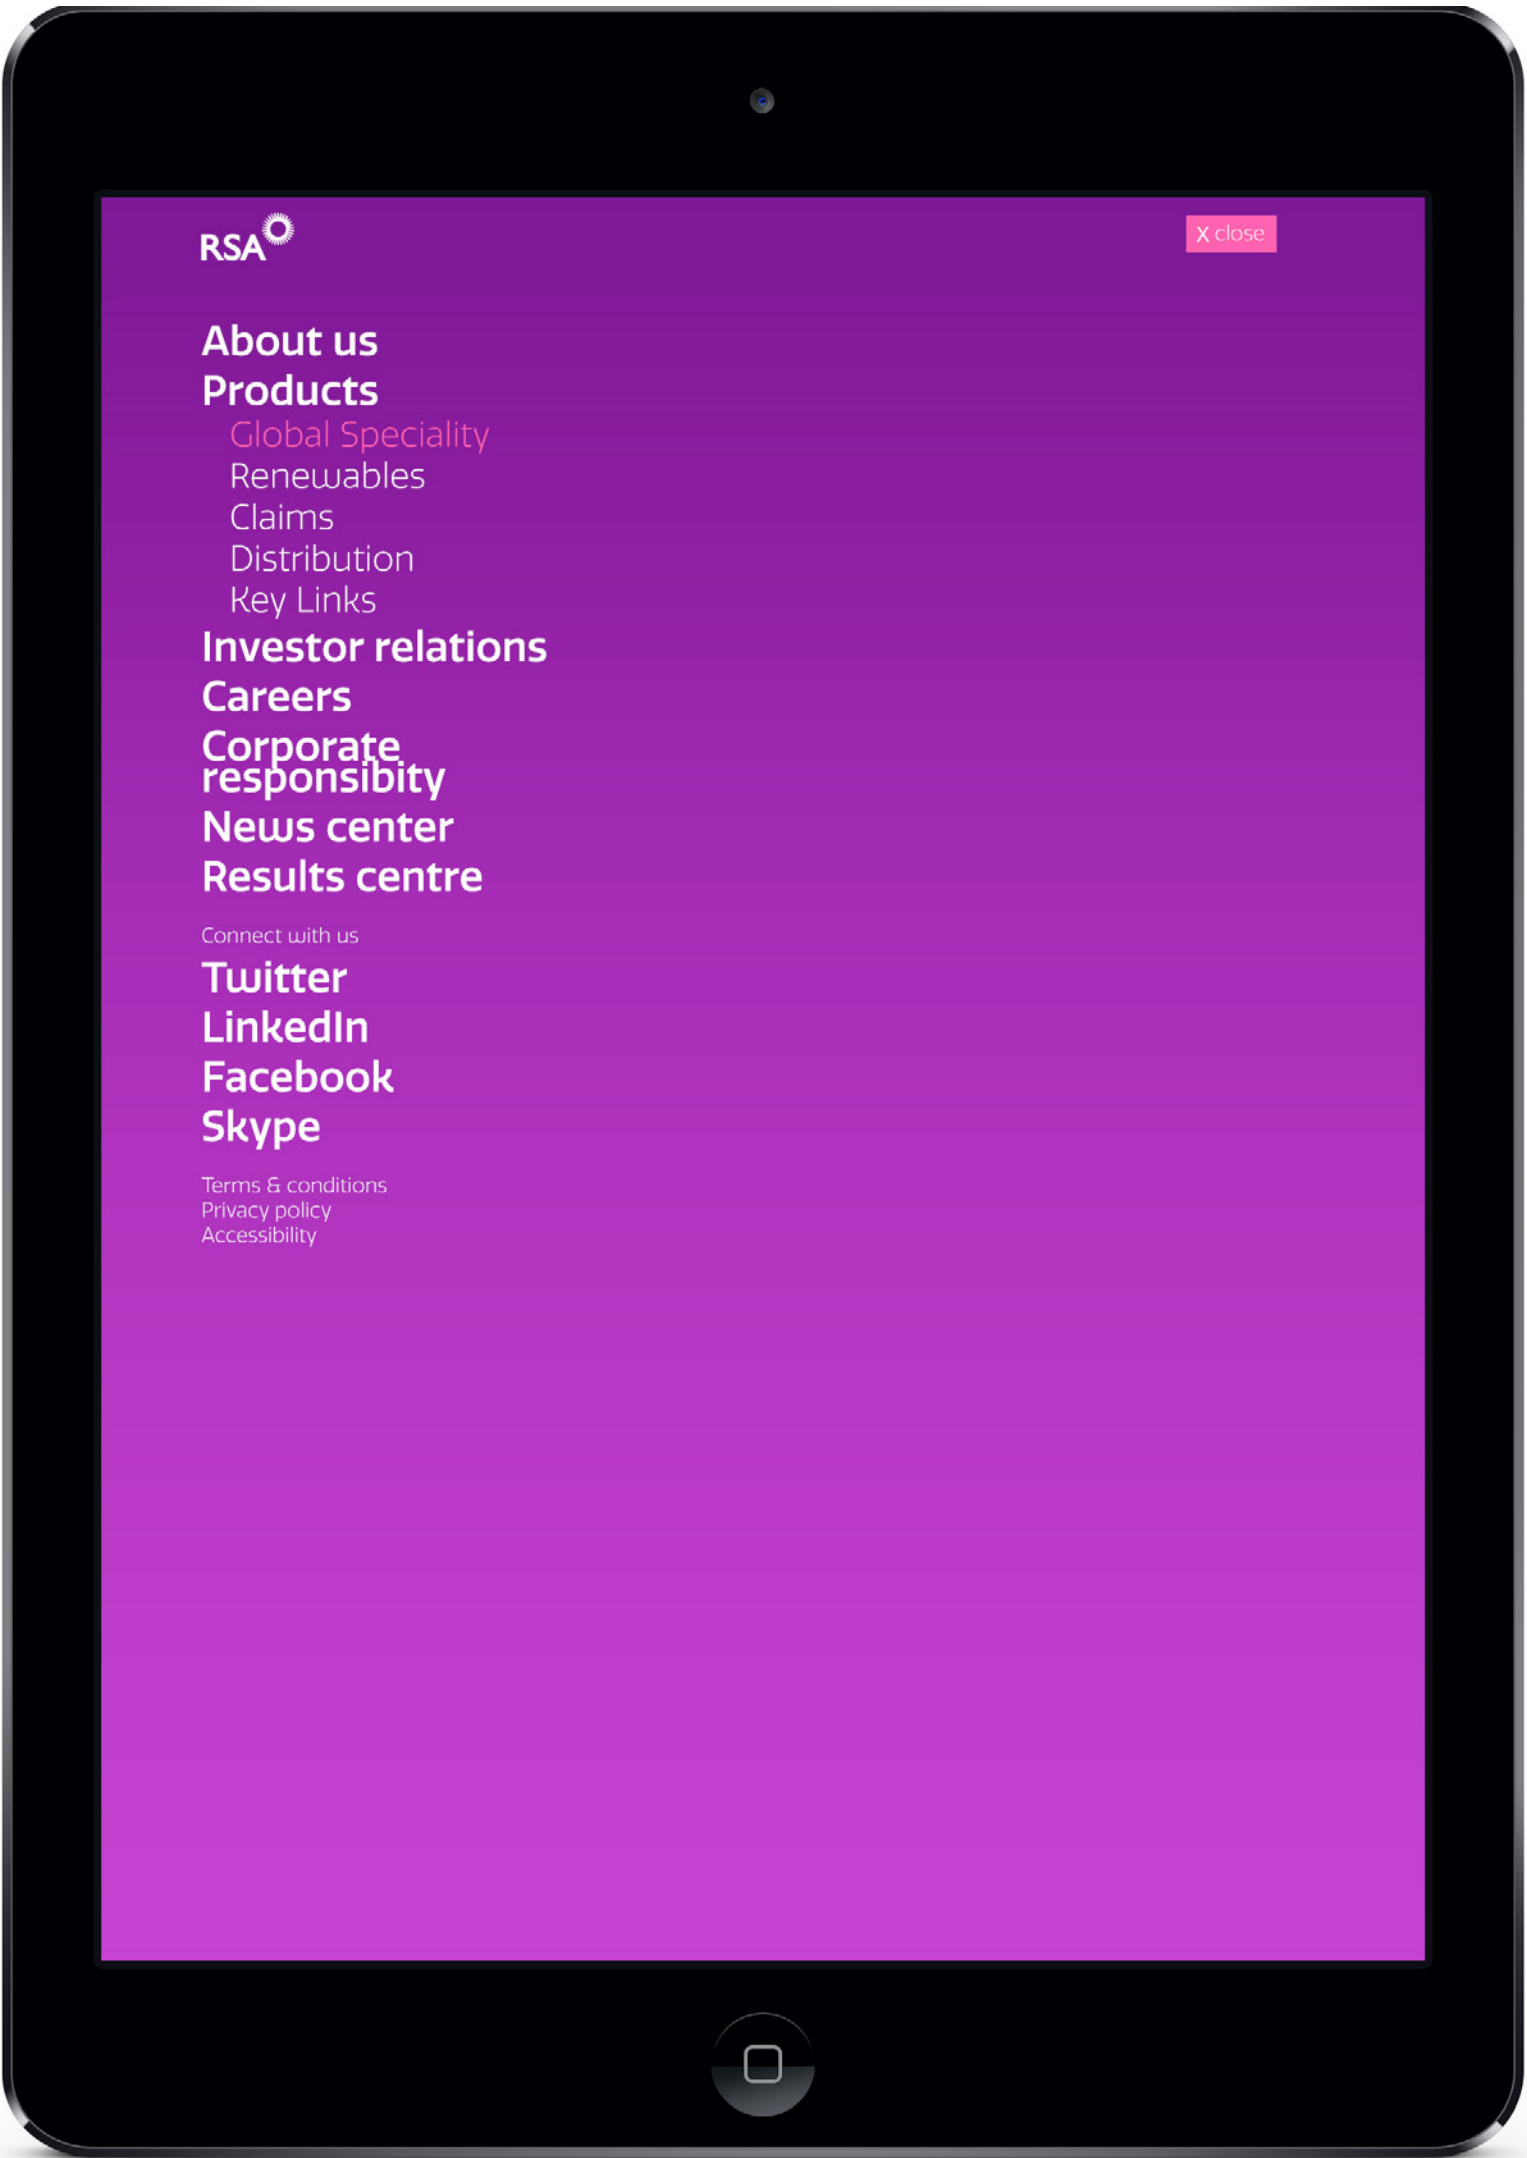 RSA
X close
About us
Products
Global Speciality
Renewables
Claims
Distribution
Key Links
Investor relations
Careers
Corporate
responsibity
News center
Results centre
Connect with us
Twitter
LinkedIn
Facebook
Skype
Terms & conditions
Privacy policy
Accessibility